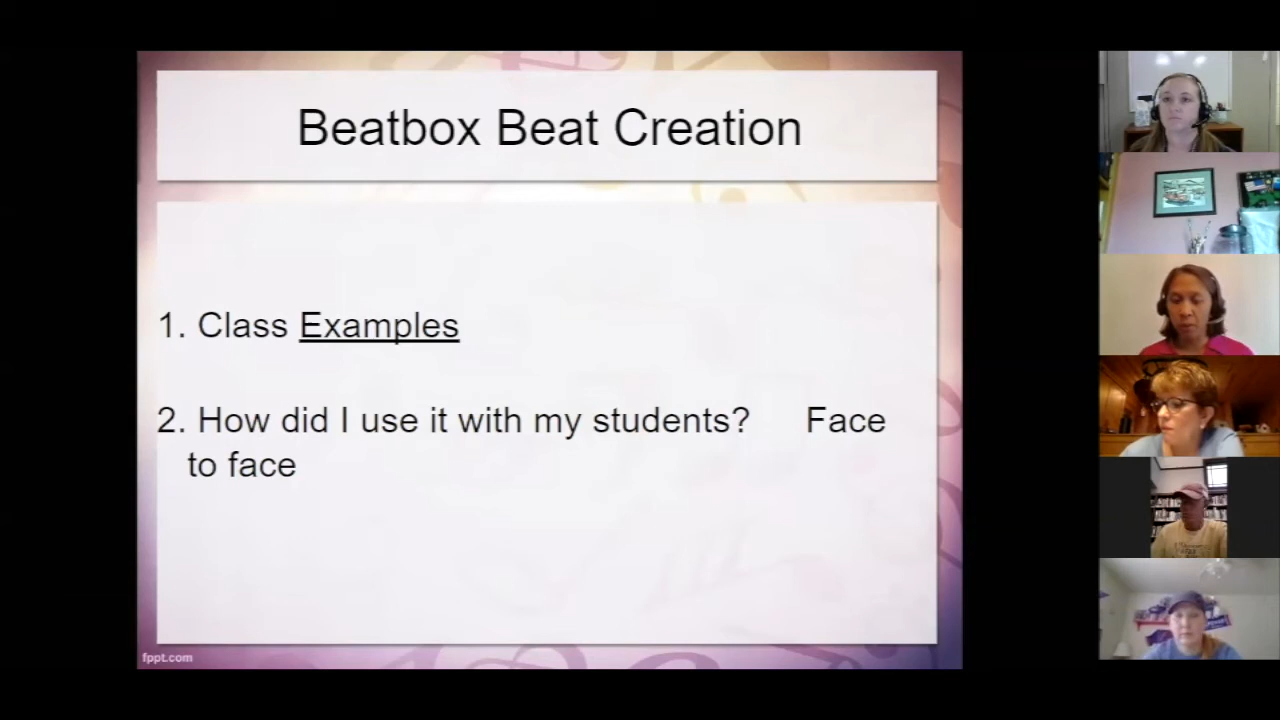 Beatbox Beat Creation
1. Class Examples
2. How did I use it with my students? Face
to face
fppt.com